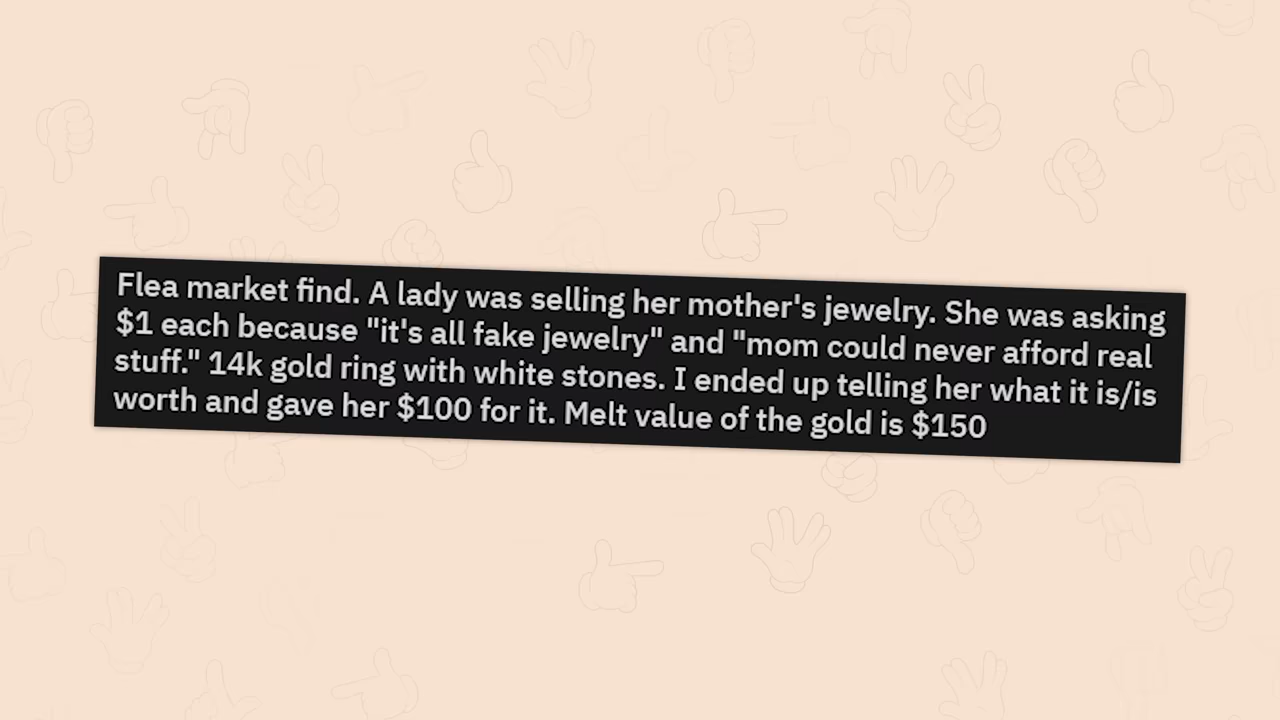 Flea market find. A lady was selling her mother's jewelry. She was asking
$1 each because "it's all fake jewelry" and "mom could never afford real
stuff." 14k gold ring with white stones. I ended up telling her what it is/is
worth and gave her $100 for it. Melt value of the gold is $150